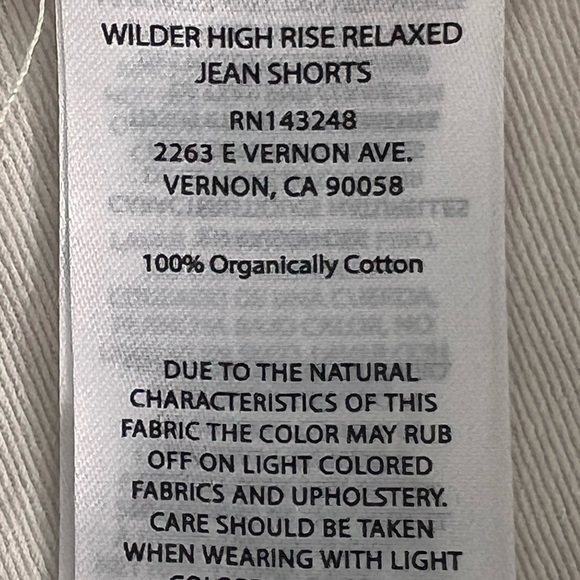 WILDER HIGH RISE RELAXED
JEAN SHORTS
RN143248
2263 E VERNON AVE.
VERNON, CA 90058
100% Organically Cotton
DUE TO THE NATURAL
CHARACTERISTICS OF THIS
FABRIC THE COLOR MAY RUB
OFF ON LIGHT COLORED
FABRICS AND UPHOLSTERY.
CARE SHOULD BE TAKEN
WHEN WEARING WITH LIGHT